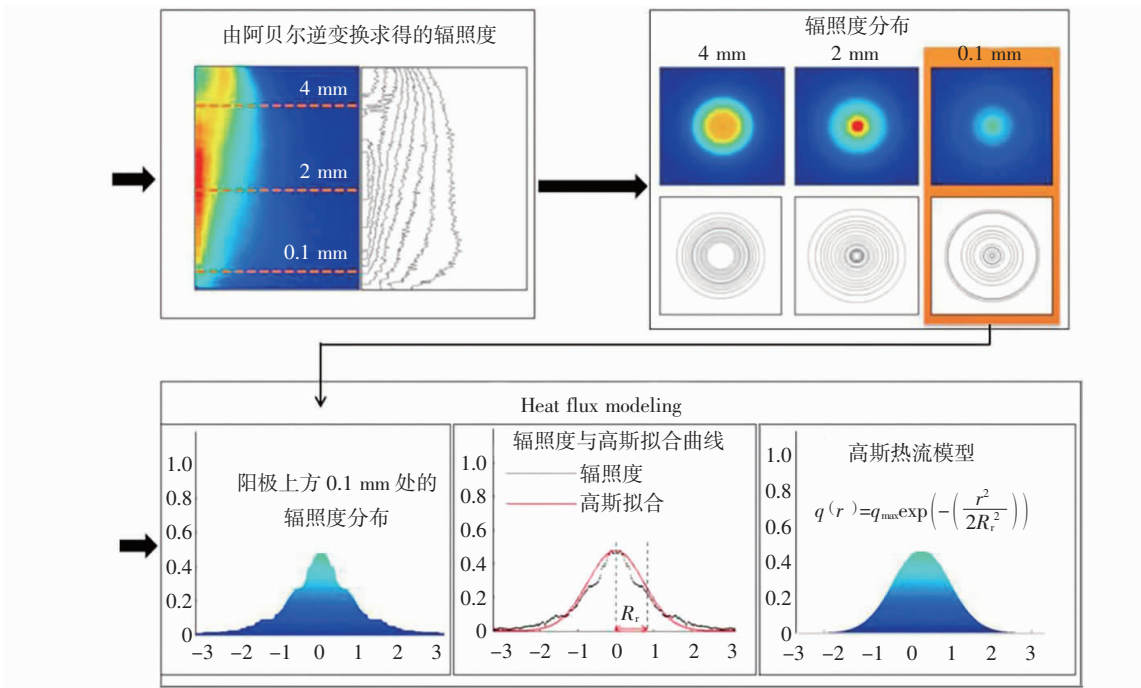 由阿贝尔逆变换求得的辐照度
4 mm
2 mm
0.1 mm
辐照度分布
4 mm 2 mm 0.1 mm
Heat flux modeling
1.0
0.8
0.6
0.4
0.2
0
阳极上方 0.1 mm 处的
辐照度分布
-3 -2 -1 0 1 2 3
辐照度与高斯拟合曲线
1.0
0.8
0.6
0.4
0.2
0
辐照度
高斯拟合
Rr
-3 -2 -1 0 1 2 3
高斯热流模型
1.0
0.8
0.6
0.4
0.2
0
q(r)=qmaxexp(-(r²/2Rr²))
-3 -2 -1 0 1 2 3